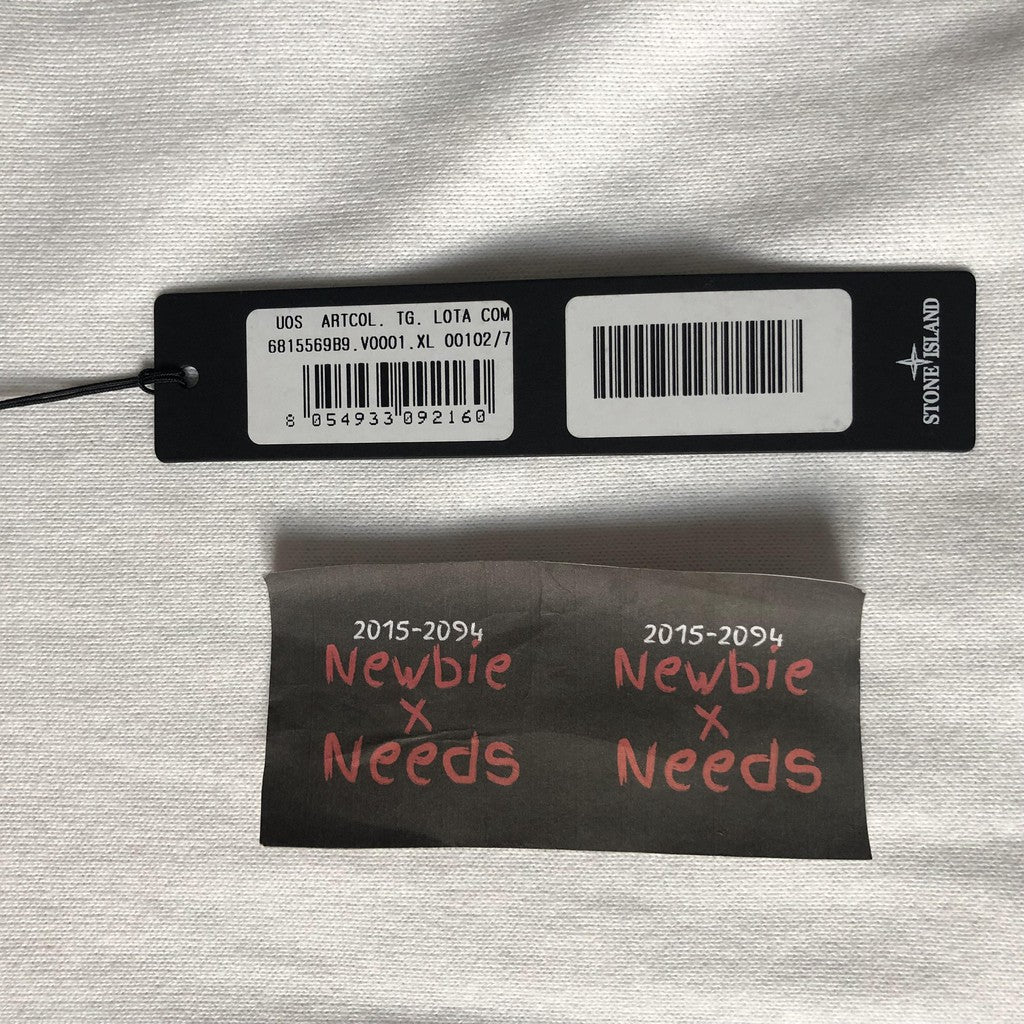 UOS ARTCOL. TG. LOTA COM
6815569B9.V0001.XL 00102/7
8 054933 092160
STONE ISLAND
2015-2094
Newbie
x
Needs
2015-2094
Newbie
x
Needs